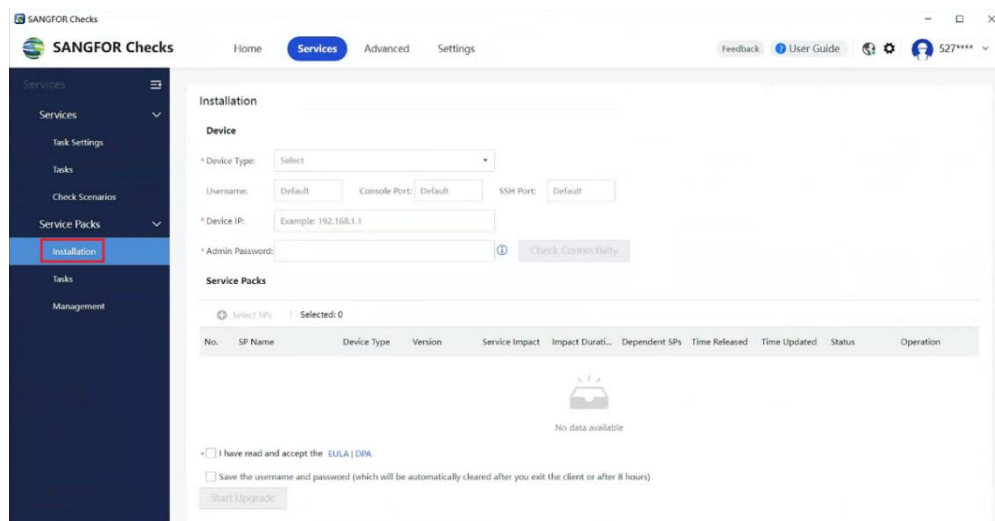 SANGFOR Checks
SANGFOR Checks
Home Services Advanced Settings Feedback User Guide 527****
Services
Services
Task Settings
Tasks
Check Scenarios
Service Packs
Installation
Tasks
Management
Installation
Device
* Device Type: Select
Username: Default Console Port: Default SSH Port: Default
* Device IP: Example: 192.168.1.1
* Admin Password: Check Connectivity
Service Packs
Select SPs Selected: 0
No. SP Name Device Type Version Service Impact Impact Durati... Dependent SPs Time Released Time Updated Status Operation
No data available
* I have read and accept the EULA | DPA
Save the username and password (which will be automatically cleared after you exit the client or after 8 hours)
Start Upgrade